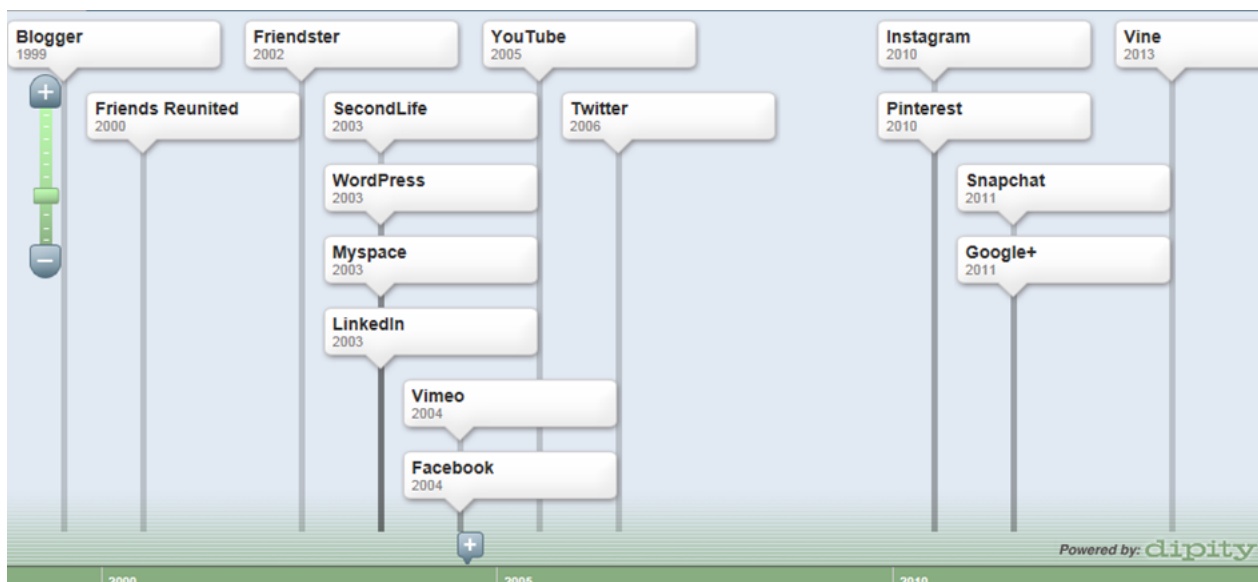 Blogger
1999
Friendster
2002
YouTube
2005
Instagram
2010
Vine
2013
Friends Reunited
2000
SecondLife
2003
Twitter
2006
Pinterest
2010
WordPress
2003
Snapchat
2011
Myspace
2003
Google+
2011
LinkedIn
2003
Vimeo
2004
Facebook
2004
Powered by: dipity
2000
2005
2010